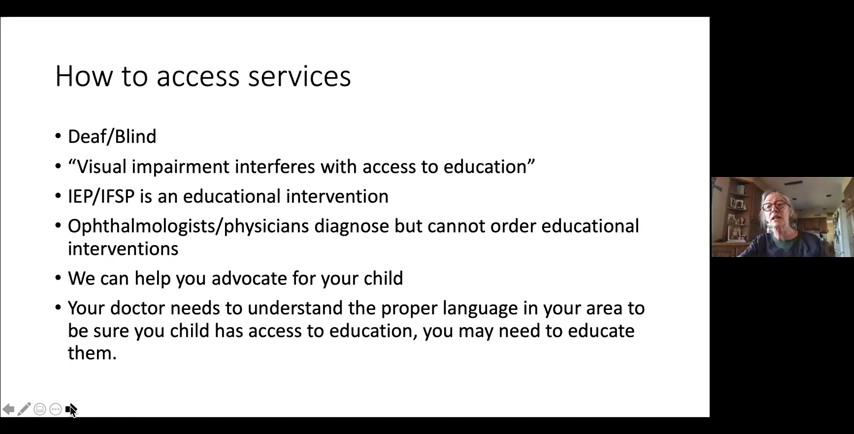 How to access services
• Deaf/Blind
• “Visual impairment interferes with access to education”
• IEP/IFSP is an educational intervention
• Ophthalmologists/physicians diagnose but cannot order educational
interventions
• We can help you advocate for your child
• Your doctor needs to understand the proper language in your area to
be sure you child has access to education, you may need to educate
them.